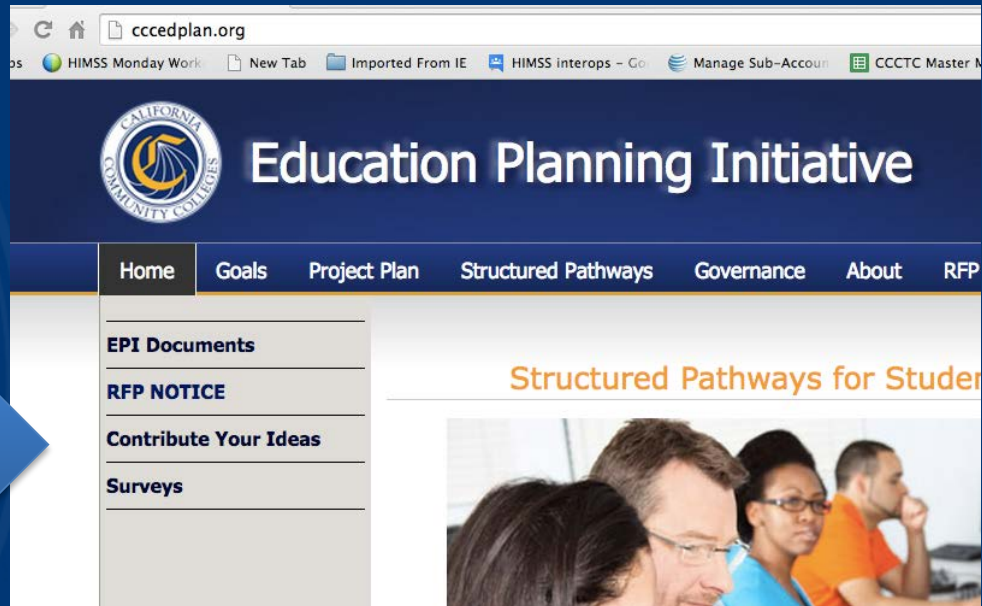 cccedplan.org
HIMSS Monday Work New Tab Imported From IE HIMSS interops – Go Manage Sub-Accoun CCCTC Master M
CALIFORNIA
COMMUNITY COLLEGES
Education Planning Initiative
Home Goals Project Plan Structured Pathways Governance About RFP
EPI Documents
RFP NOTICE
Contribute Your Ideas
Surveys
Structured Pathways for Studen